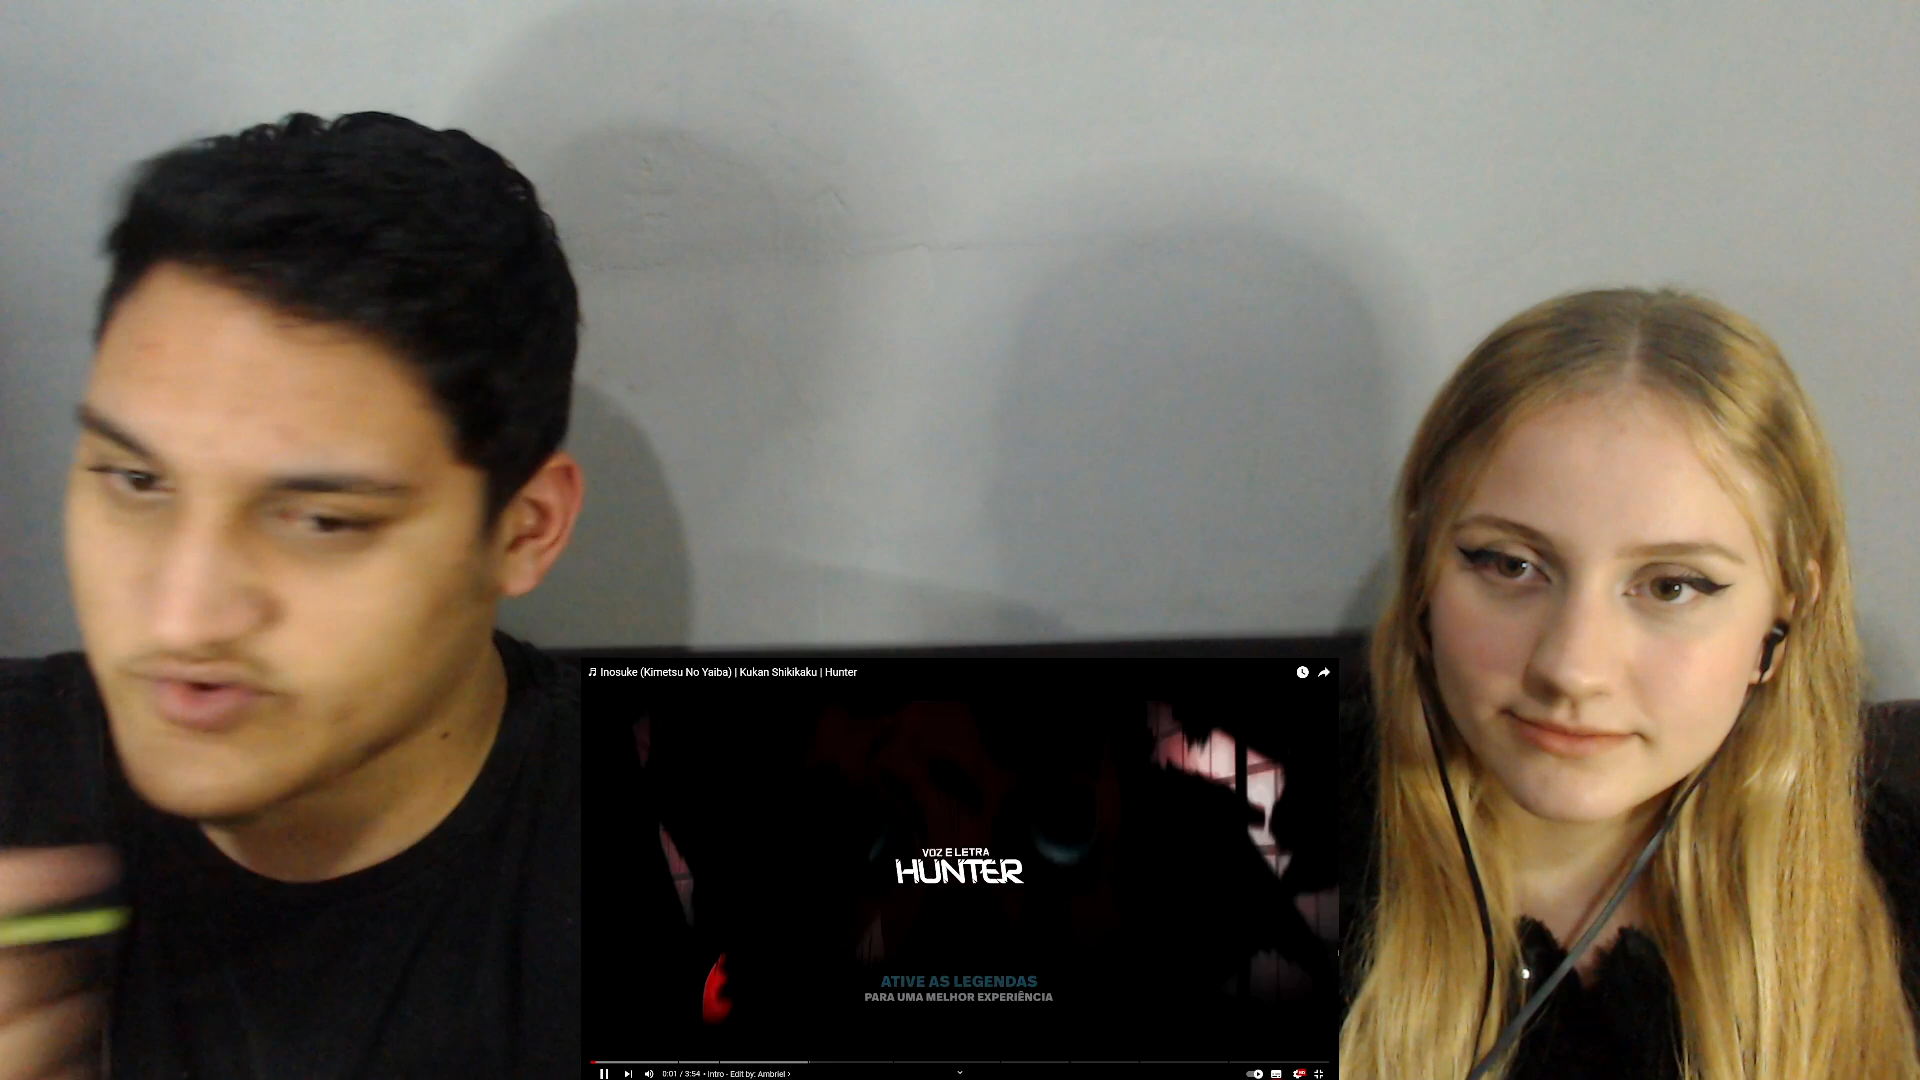 ♬ Inosuke (Kimetsu No Yaiba) | Kukan Shikikaku | Hunter
VOZ E LETRA
HUNTER
ATIVE AS LEGENDAS
PARA UMA MELHOR EXPERIÊNCIA
0:01 / 3:54 • Intro - Edit by: Ambriel ›
HD